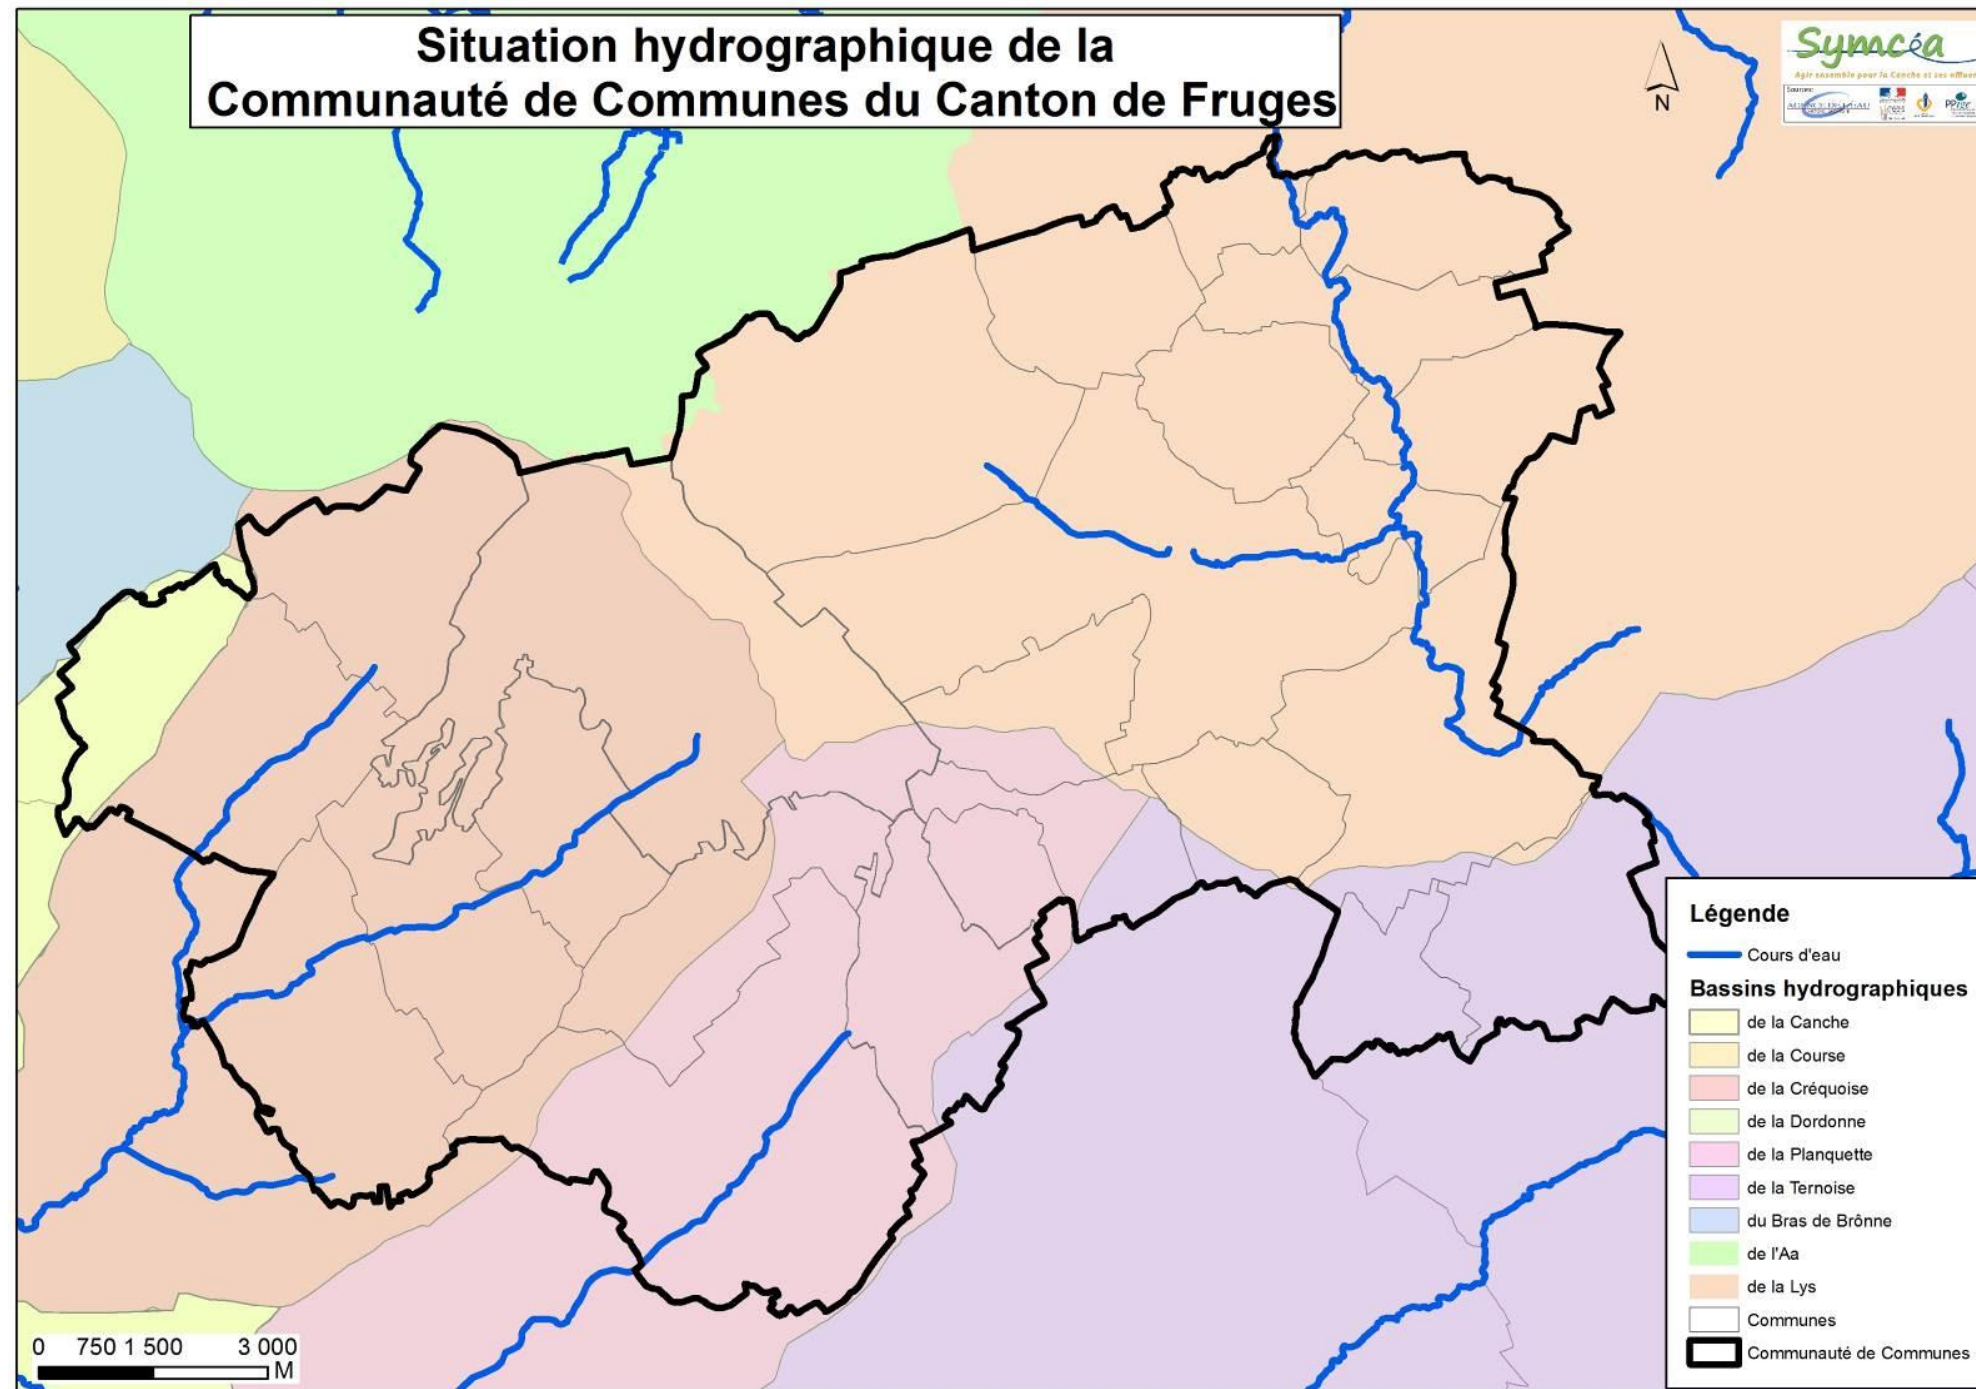 Situation hydrographique de la
Communauté de Communes du Canton de Fruges
N
Symcéa
Agir ensemble pour la Canche et ses affluents
Légende
Cours d'eau
Bassins hydrographiques
de la Canche
de la Course
de la Créquoise
de la Dordonne
de la Planquette
de la Ternoise
du Bras de Brônne
de l'Aa
de la Lys
Communes
Communauté de Communes
0 750 1 500 3 000
M